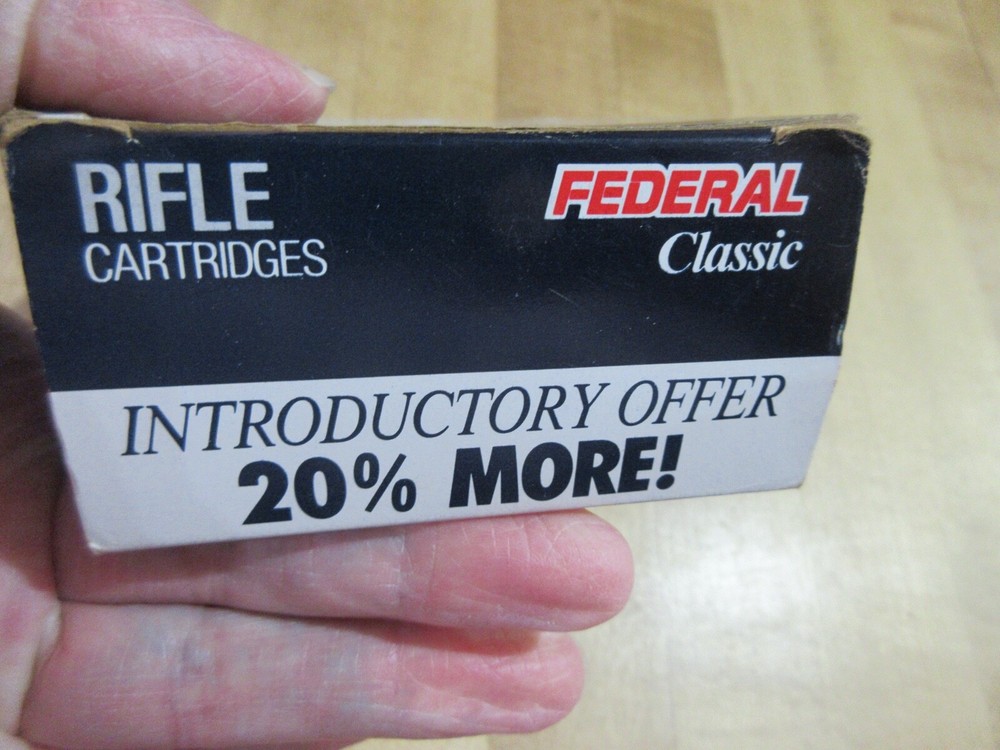 RIFLE
CARTRIDGES
FEDERAL
Classic
INTRODUCTORY OFFER
20% MORE!